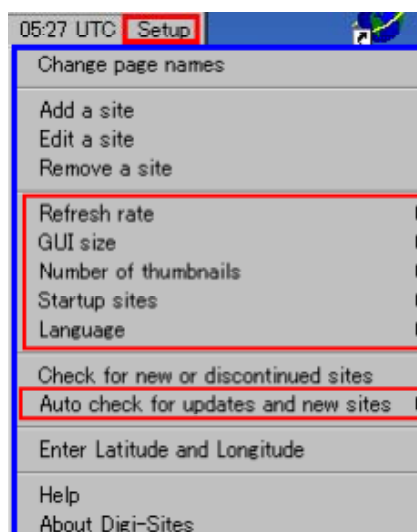 05:27 UTC Setup
Change page names
Add a site
Edit a site
Remove a site
Refresh rate
GUI size
Number of thumbnails
Startup sites
Language
Check for new or discontinued sites
Auto check for updates and new sites
Enter Latitude and Longitude
Help
About Digi-Sites